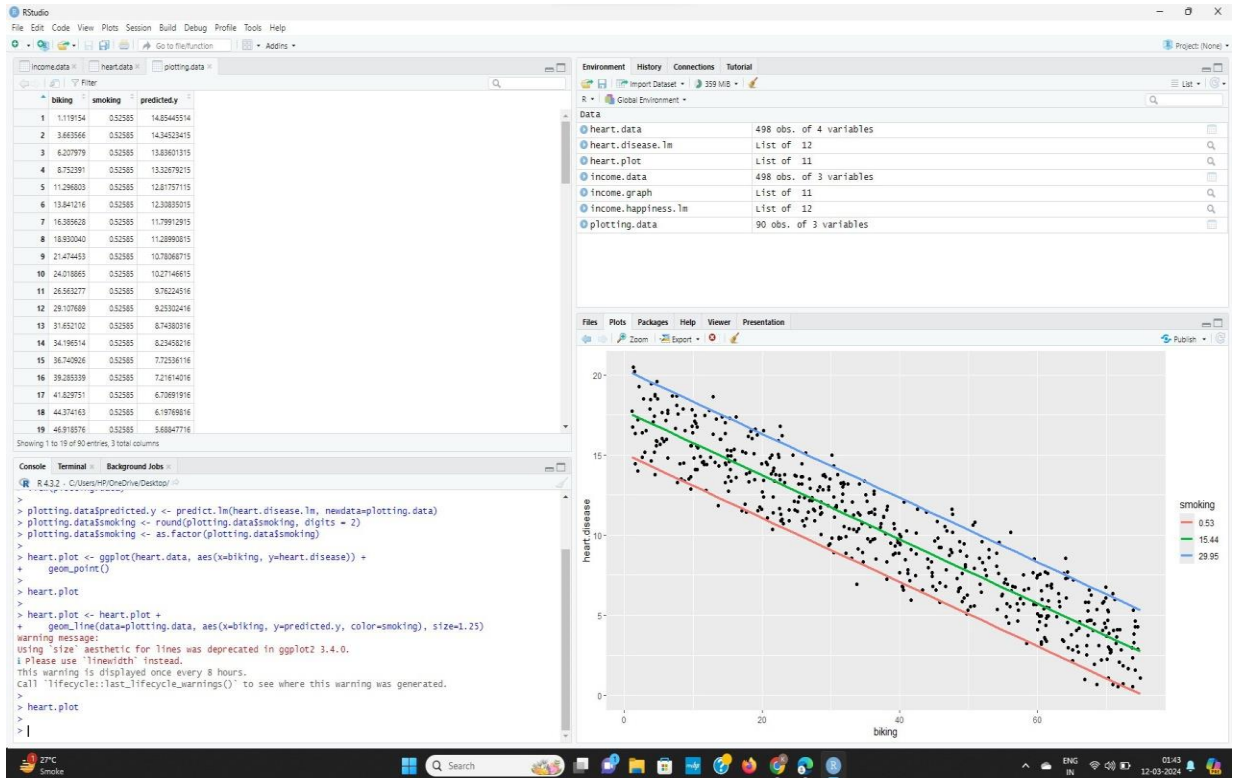 RStudio
File Edit Code View Plots Session Build Debug Profile Tools Help
Go to file/function Addins
Project: (None)
income.data heart.data plotting.data
Filter
biking smoking predicted.y
1 1.119154 0.52585 14.85445514
2 3.663566 0.52585 14.34523415
3 6.207979 0.52585 13.83601315
4 8.752391 0.52585 13.32679215
5 11.296803 0.52585 12.81757115
6 13.841216 0.52585 12.30835015
7 16.385628 0.52585 11.79912915
8 18.930040 0.52585 11.28990815
9 21.474453 0.52585 10.78068715
10 24.018865 0.52585 10.27146615
11 26.563277 0.52585 9.76224516
12 29.107689 0.52585 9.25302416
13 31.652102 0.52585 8.74380316
14 34.196514 0.52585 8.23458216
15 36.740926 0.52585 7.72536116
16 39.285339 0.52585 7.21614016
17 41.829751 0.52585 6.70691916
18 44.374163 0.52585 6.19769816
19 46.918576 0.52585 5.68847716
Showing 1 to 19 of 90 entries, 3 total columns
Console Terminal Background Jobs
R 4.3.2 · C:/Users/HP/OneDrive/Desktop/
>
> plotting.data$predicted.y <- predict.lm(heart.disease.lm, newdata=plotting.data)
> plotting.data$smoking <- round(plotting.data$smoking, digits = 2)
> plotting.data$smoking <- as.factor(plotting.data$smoking)
>
> heart.plot <- ggplot(heart.data, aes(x=biking, y=heart.disease)) +
+ geom_point()
>
> heart.plot
>
> heart.plot <- heart.plot +
+ geom_line(data=plotting.data, aes(x=biking, y=predicted.y, color=smoking), size=1.25)
Warning message:
Using `size` aesthetic for lines was deprecated in ggplot2 3.4.0.
ℹ Please use `linewidth` instead.
This warning is displayed once every 8 hours.
Call `lifecycle::last_lifecycle_warnings()` to see where this warning was generated.
>
> heart.plot
>
>
Environment History Connections Tutorial
Import Dataset 359 MiB List
R Global Environment
Data
heart.data 498 obs. of 4 variables
heart.disease.lm List of 12
heart.plot List of 11
income.data 498 obs. of 3 variables
income.graph List of 11
income.happiness.lm List of 12
plotting.data 90 obs. of 3 variables
Files Plots Packages Help Viewer Presentation
Zoom Export Publish
20
15
10
5
0
heart.disease
0 20 40 60
biking
smoking
0.53
15.44
29.95
27°C
Smoke
Search
ENG
IN
01:43
12-03-2024